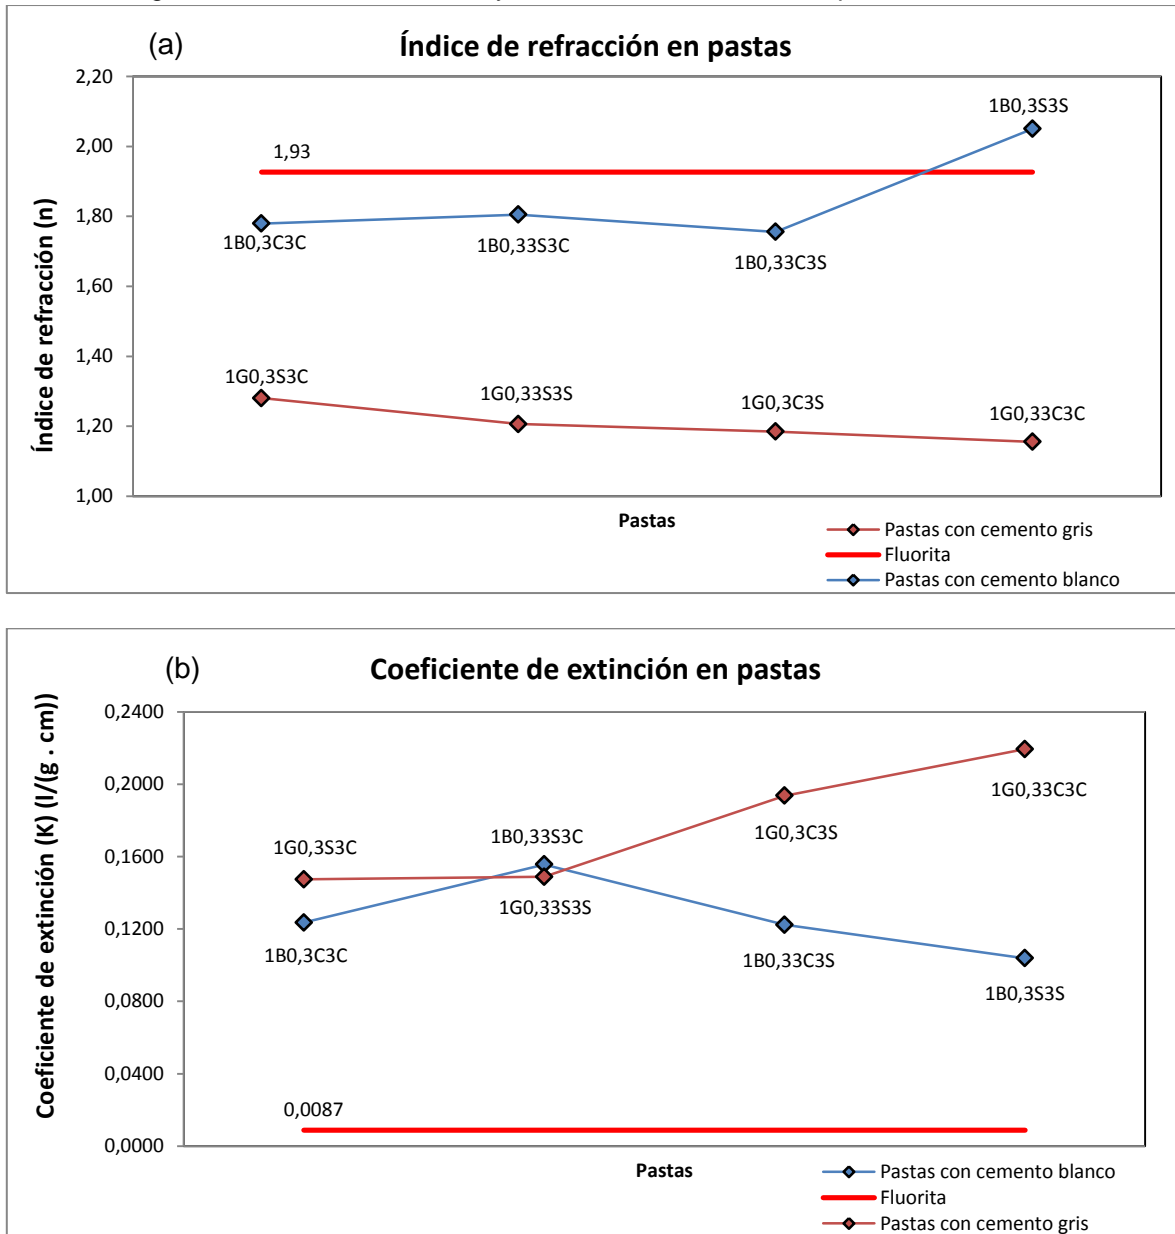 (a)
Índice de refracción en pastas
Índice de refracción (n)
2,20
2,00
1,80
1,60
1,40
1,20
1,00
1,93
1B0,3S3S
1B0,3C3C
1B0,33S3C
1B0,33C3S
1G0,3S3C
1G0,33S3S
1G0,3C3S
1G0,33C3C
Pastas
Pastas con cemento gris
Fluorita
Pastas con cemento blanco
(b)
Coeficiente de extinción en pastas
Coeficiente de extinción (K) (l/(g . cm))
0,2400
0,2000
0,1600
0,1200
0,0800
0,0400
0,0000
1G0,3S3C
1B0,33S3C
1G0,3C3S
1G0,33C3C
1B0,3C3C
1G0,33S3S
1B0,33C3S
1B0,3S3S
0,0087
Pastas
Pastas con cemento blanco
Fluorita
Pastas con cemento gris